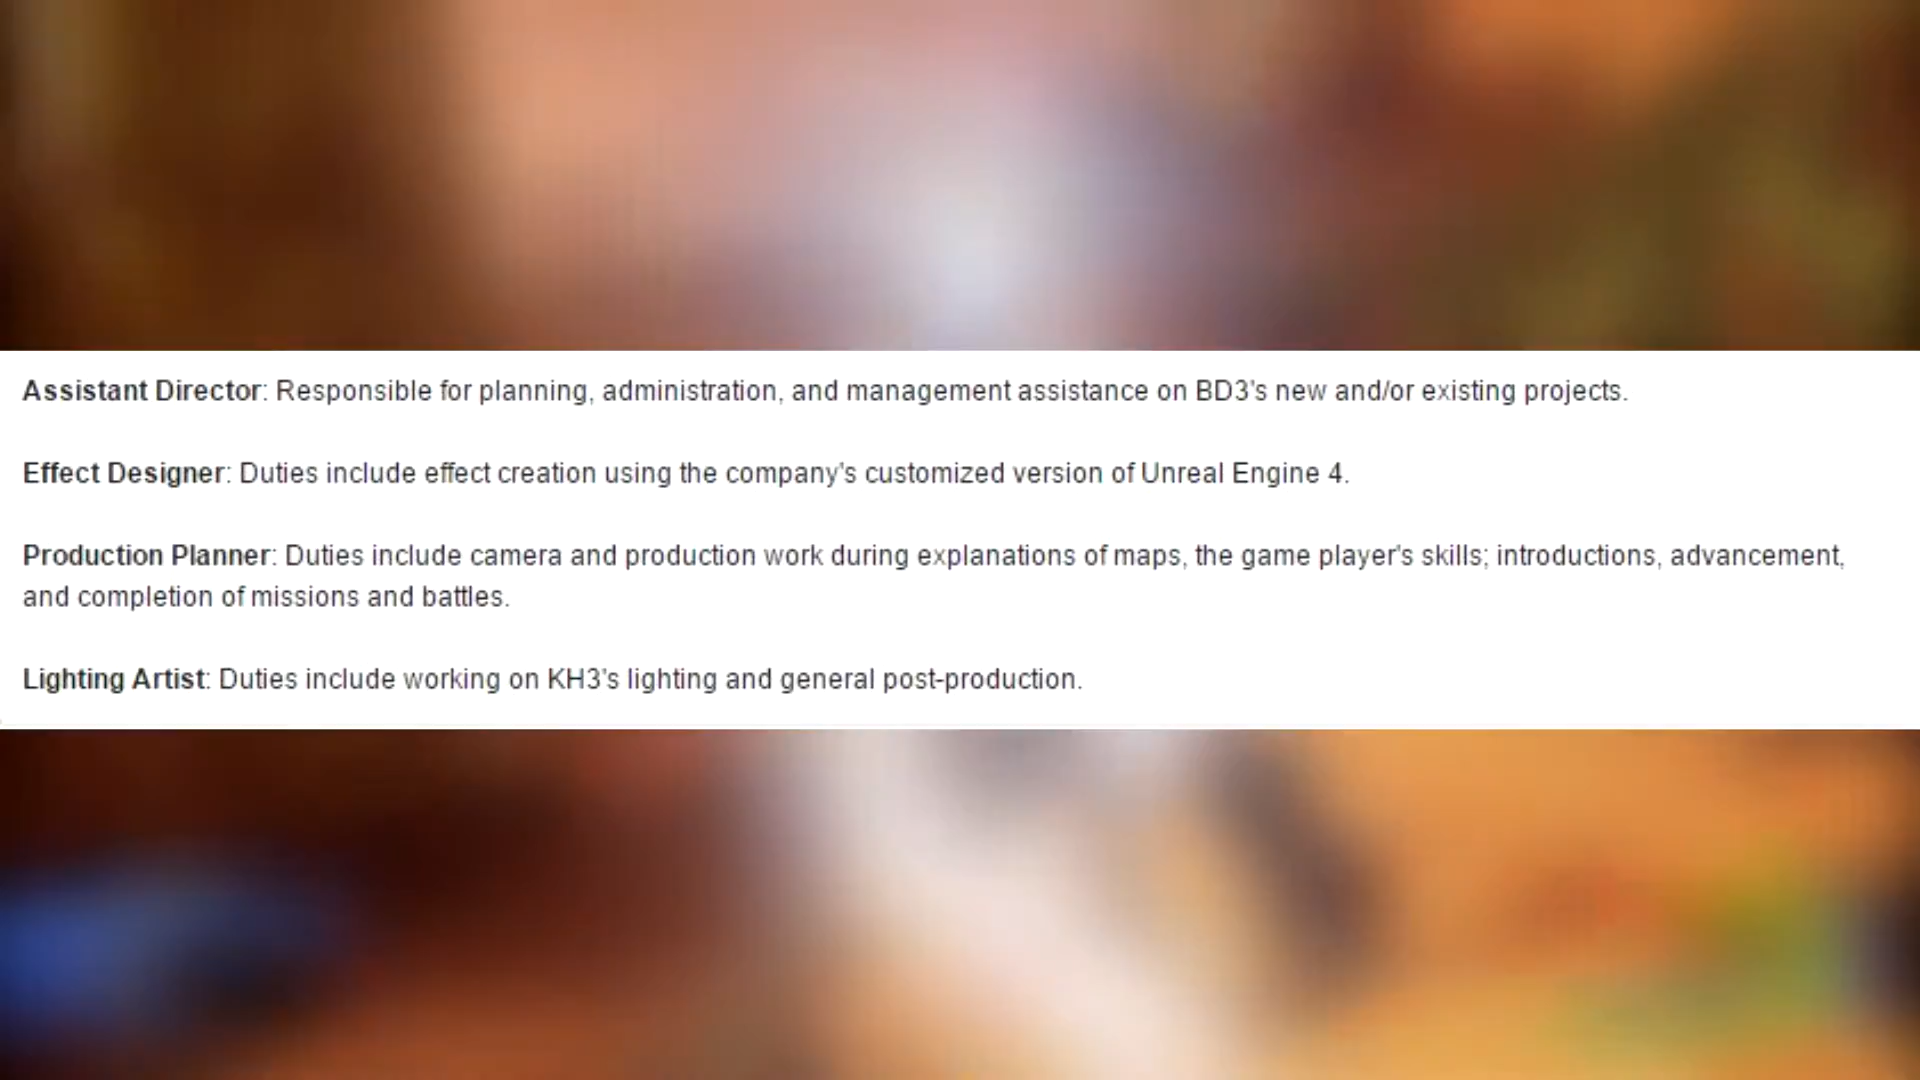 Assistant Director: Responsible for planning, administration, and management assistance on BD3's new and/or existing projects.
Effect Designer: Duties include effect creation using the company's customized version of Unreal Engine 4.
Production Planner: Duties include camera and production work during explanations of maps, the game player's skills; introductions, advancement,
and completion of missions and battles.
Lighting Artist: Duties include working on KH3's lighting and general post-production.